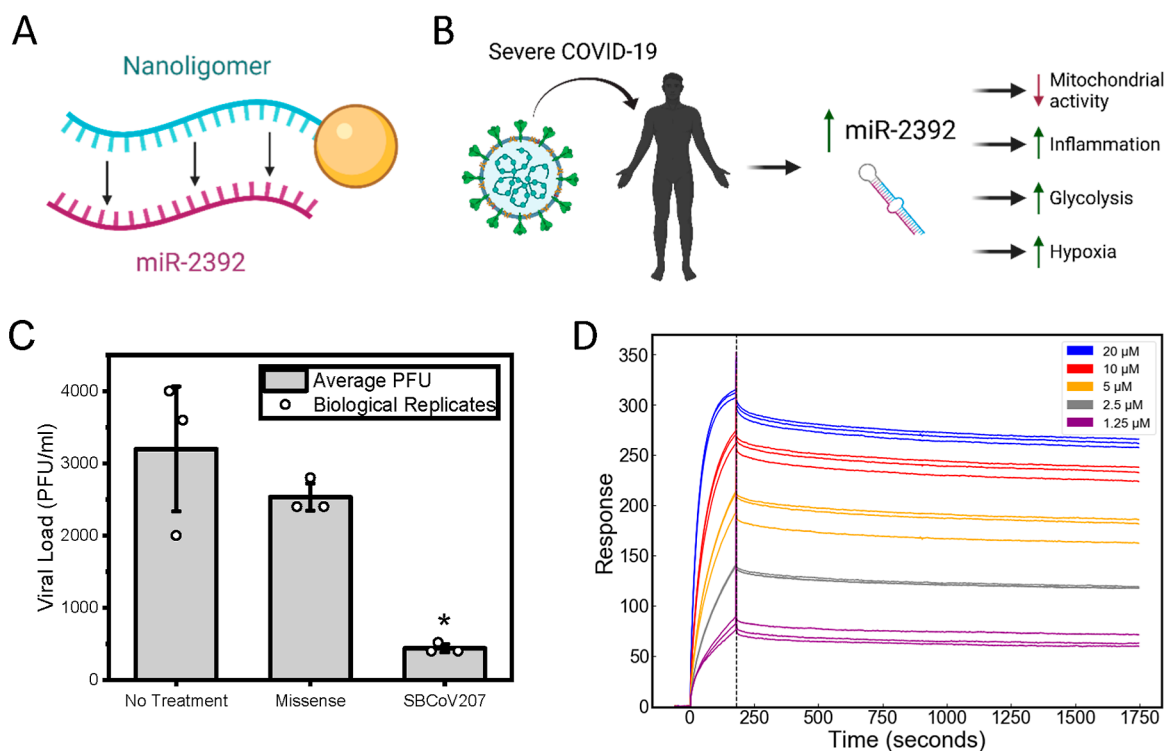 A
Nanoligomer
miR-2392
B
Severe COVID-19
miR-2392
Mitochondrial
activity
Inflammation
Glycolysis
Hypoxia
C
Viral Load (PFU/ml)
4000
3000
2000
1000
0
Average PFU
Biological Replicates
*
No Treatment
Missense
SBCoV207
D
Response
350
300
250
200
150
100
50
0
20 μM
10 μM
5 μM
2.5 μM
1.25 μM
0
250
500
750
1000
1250
1500
1750
Time (seconds)